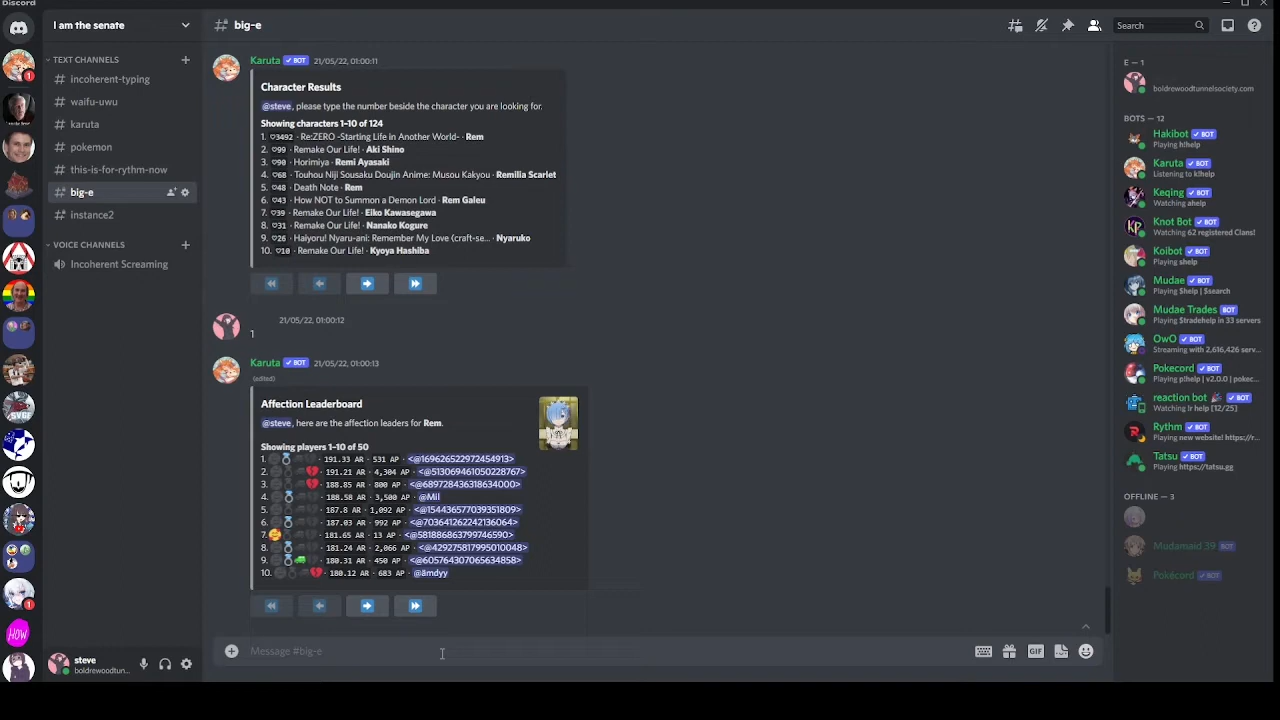 Discord
I am the senate
big-e
Search
TEXT CHANNELS
incoherent-typing
waifu-uwu
karuta
pokemon
this-is-for-rythm-now
big-e
instance2
VOICE CHANNELS
Incoherent Screaming
HOW
steve
boldrewoodtun...
Karuta BOT 21/05/22, 01:00:11
Character Results
@steve, please type the number beside the character you are looking for.
Showing characters 1-10 of 124
1. ♡3492 · Re:ZERO -Starting Life in Another World- · Rem
2. ♡99 · Remake Our Life! · Aki Shino
3. ♡90 · Horimiya · Remi Ayasaki
4. ♡68 · Touhou Niji Sousaku Doujin Anime: Musou Kakyou · Remilia Scarlet
5. ♡48 · Death Note · Rem
6. ♡43 · How NOT to Summon a Demon Lord · Rem Galeu
7. ♡39 · Remake Our Life! · Eiko Kawasegawa
8. ♡31 · Remake Our Life! · Nanako Kogure
9. ♡26 · Haiyoru! Nyaru-ani: Remember My Love (craft-se... · Nyaruko
10. ♡10 · Remake Our Life! · Kyoya Hashiba
21/05/22, 01:00:12
1
Karuta BOT 21/05/22, 01:00:13
(edited)
Affection Leaderboard
@steve, here are the affection leaders for Rem.
Showing players 1-10 of 50
1. · 191.33 AR · 531 AP · <@169626522972454913>
2. · 191.21 AR · 4,304 AP · <@513069461050228767>
3. · 188.85 AR · 800 AP · <@689728436318634000>
4. · 188.58 AR · 3,500 AP · @Mil
5. · 187.8 AR · 1,092 AP · <@154436577039351809>
6. · 187.03 AR · 992 AP · <@703641262242136064>
7. · 181.65 AR · 13 AP · <@581886863799746590>
8. · 181.24 AR · 2,066 AP · <@429275817995010048>
9. · 180.31 AR · 450 AP · <@605764307065634858>
10. · 180.12 AR · 683 AP · @āmdyy
Message #big-e
GIF
E — 1
boldrewoodtunnelsociety.com
BOTS — 12
Hakibot BOT
Playing h!help
Karuta BOT
Listening to k!help
Keqing BOT
Watching ahelp
Knot Bot BOT
Watching 62 registered Clans!
Koibot BOT
Playing shelp
Mudae BOT
Playing $help | $search
Mudae Trades BOT
Playing $tradehelp in 33 servers
OwO BOT
Streaming with 2,616,426 serv...
Pokecord BOT
Playing p!help | v2.0.0 | pokec...
reaction bot BOT
Watching lr help [12/25]
Rythm BOT
Playing new website! https://r...
Tatsu BOT
Playing https://tatsu.gg
OFFLINE — 3
Mudamaid 39 BOT
Pokécord BOT